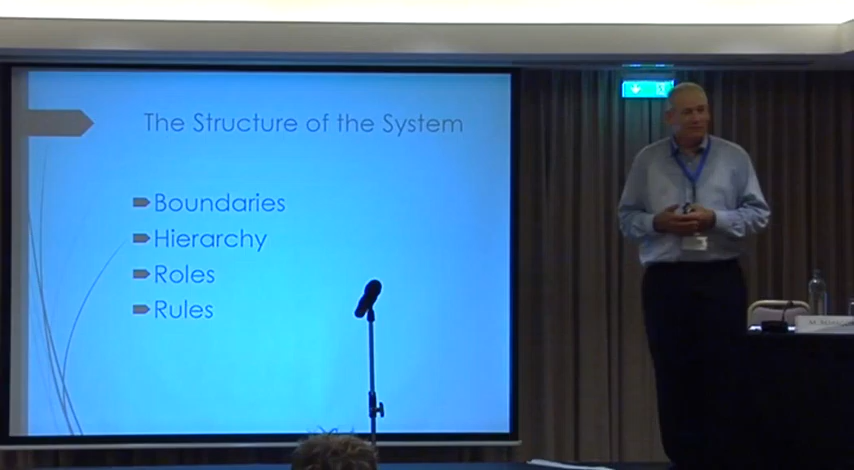 The Structure of the System
Boundaries
Hierarchy
Roles
Rules